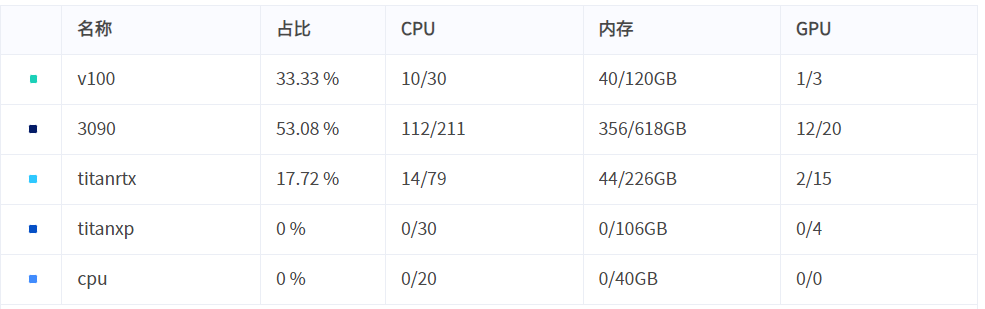 名称 占比 CPU 内存 GPU
v100 33.33 % 10/30 40/120GB 1/3
3090 53.08 % 112/211 356/618GB 12/20
titanrtx 17.72 % 14/79 44/226GB 2/15
titanxp 0 % 0/30 0/106GB 0/4
cpu 0 % 0/20 0/40GB 0/0